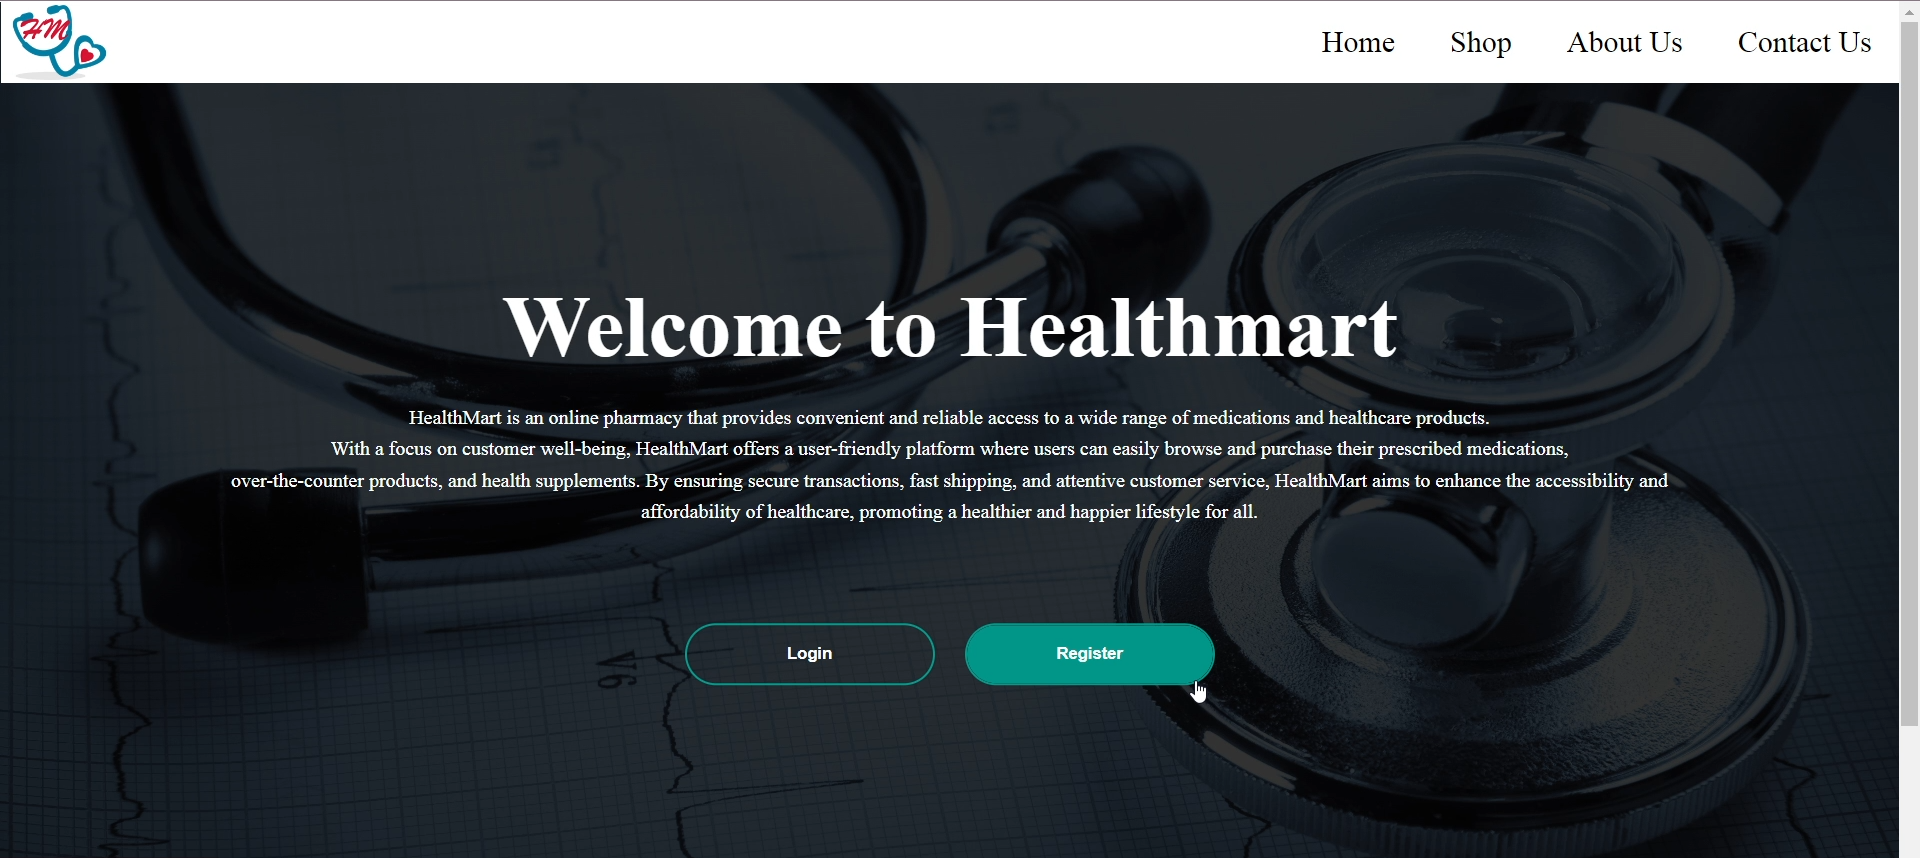 HM
Home Shop About Us Contact Us
Welcome to Healthmart
HealthMart is an online pharmacy that provides convenient and reliable access to a wide range of medications and healthcare products.
With a focus on customer well-being, HealthMart offers a user-friendly platform where users can easily browse and purchase their prescribed medications,
over-the-counter products, and health supplements. By ensuring secure transactions, fast shipping, and attentive customer service, HealthMart aims to enhance the accessibility and
affordability of healthcare, promoting a healthier and happier lifestyle for all.
Login Register
V6